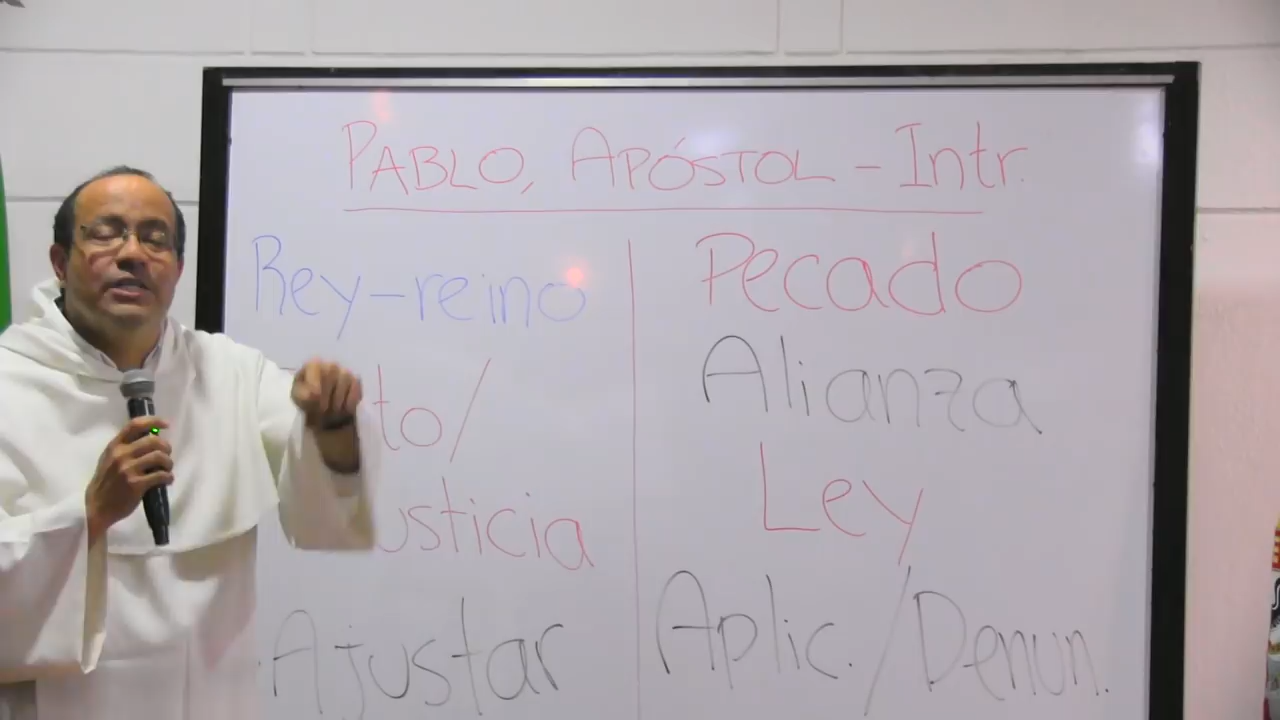 PABLO, APÓSTOL - Intr.
Rey-reino
to/
usticia
Ajustar
Pecado
Alianza
Ley
Aplic./Denun.